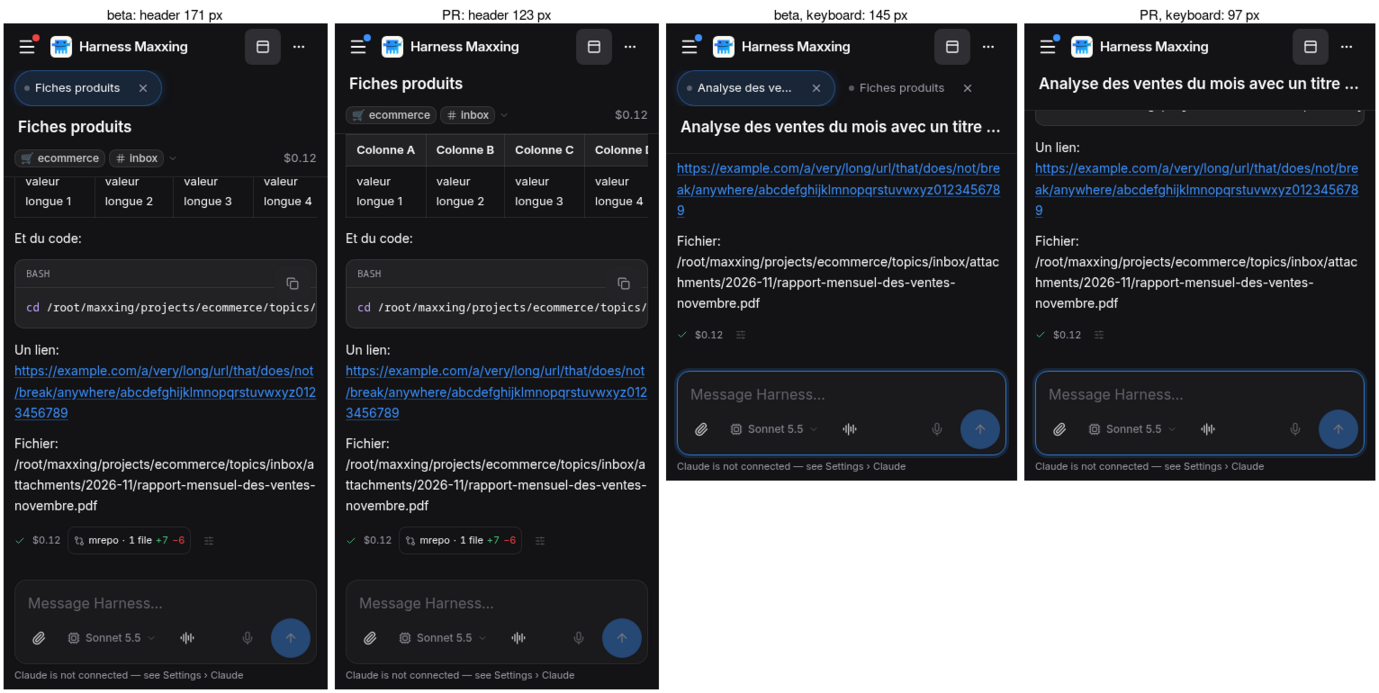 beta: header 171 px
Harness Maxxing
Fiches produits
Fiches produits
🛒 ecommerce # inbox $0.12
valeur longue 1 valeur longue 2 valeur longue 3 valeur longue 4
Et du code:
BASH
cd /root/maxxing/projects/ecommerce/topics/
Un lien:
https://example.com/a/very/long/url/that/does/not
/break/anywhere/abcdefghijklmnopqrstuvwxyz012
3456789
Fichier:
/root/maxxing/projects/ecommerce/topics/inbox/a
ttachments/2026-11/rapport-mensuel-des-ventes-
novembre.pdf
$0.12 mrepo · 1 file +7 −6
Message Harness...
Sonnet 5.5
Claude is not connected — see Settings › Claude
PR: header 123 px
Harness Maxxing
Fiches produits
🛒 ecommerce # inbox $0.12
Colonne A Colonne B Colonne C Colonne
valeur longue 1 valeur longue 2 valeur longue 3 valeur longue 4
Et du code:
BASH
cd /root/maxxing/projects/ecommerce/topics/
Un lien:
https://example.com/a/very/long/url/that/does/not
/break/anywhere/abcdefghijklmnopqrstuvwxyz012
3456789
Fichier:
/root/maxxing/projects/ecommerce/topics/inbox/a
ttachments/2026-11/rapport-mensuel-des-ventes-
novembre.pdf
$0.12 mrepo · 1 file +7 −6
Message Harness...
Sonnet 5.5
Claude is not connected — see Settings › Claude
beta, keyboard: 145 px
Harness Maxxing
Analyse des ve... Fiches produits
Analyse des ventes du mois avec un titre ...
https://example.com/a/very/long/url/that/does/not/bre
ak/anywhere/abcdefghijklmnopqrstuvwxyz012345678
9
Fichier:
/root/maxxing/projects/ecommerce/topics/inbox/attac
hments/2026-11/rapport-mensuel-des-ventes-
novembre.pdf
$0.12
Message Harness...
Sonnet 5.5
Claude is not connected — see Settings › Claude
PR, keyboard: 97 px
Harness Maxxing
Analyse des ventes du mois avec un titre ...
Un lien:
https://example.com/a/very/long/url/that/does/not/bre
ak/anywhere/abcdefghijklmnopqrstuvwxyz012345678
9
Fichier:
/root/maxxing/projects/ecommerce/topics/inbox/attac
hments/2026-11/rapport-mensuel-des-ventes-
novembre.pdf
$0.12
Message Harness...
Sonnet 5.5
Claude is not connected — see Settings › Claude